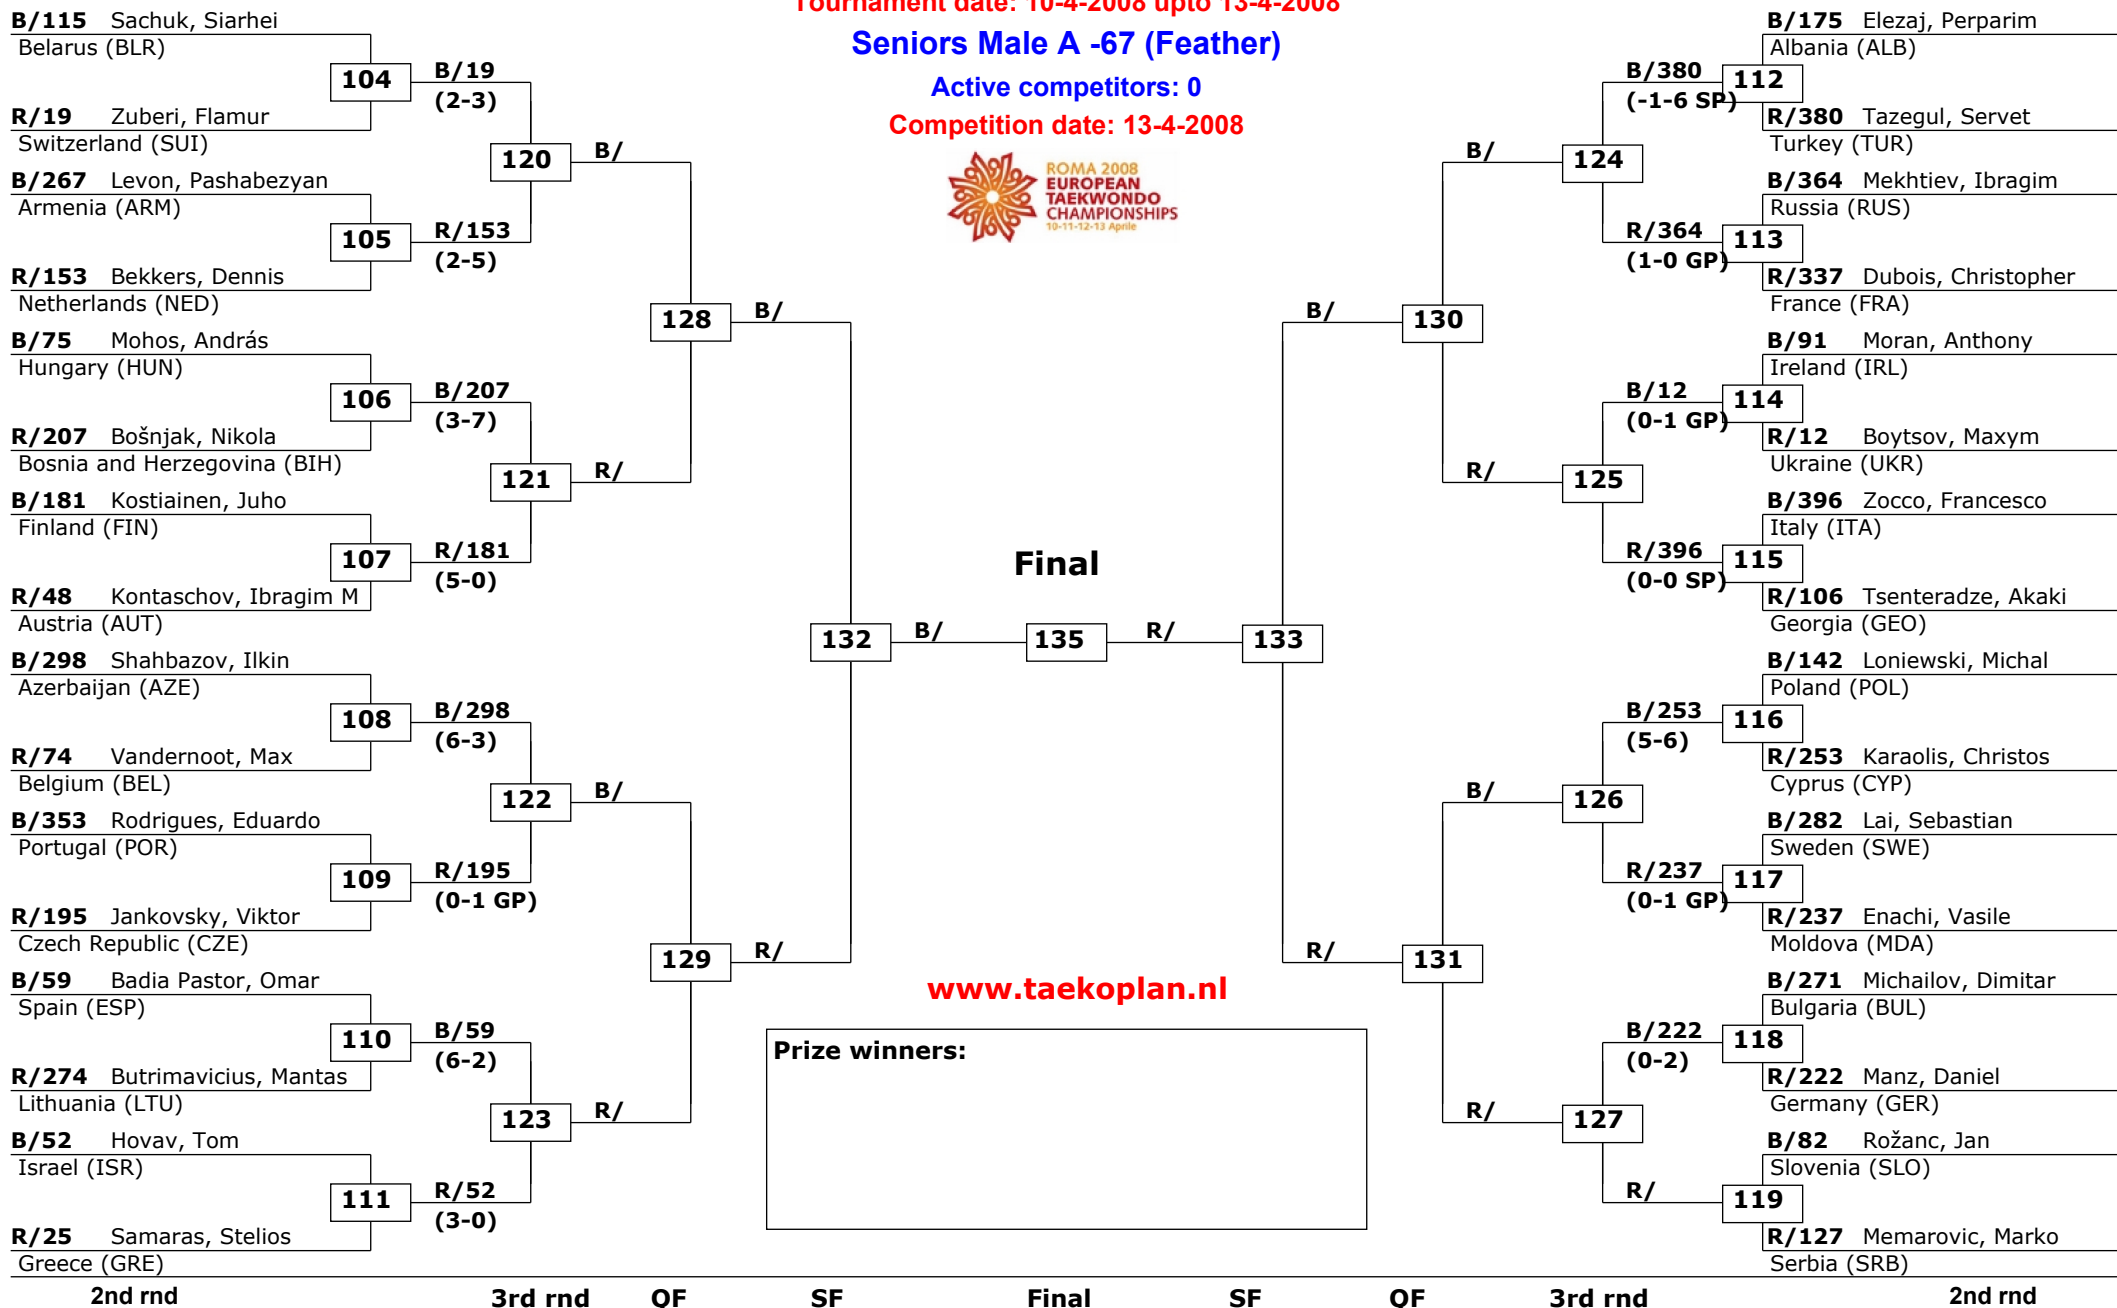 Tournament date: 10-4-2008 upto 13-4-2008
Seniors Male A -67 (Feather)
Active competitors: 0
Competition date: 13-4-2008
ROMA 2008
EUROPEAN
TAEKWONDO
CHAMPIONSHIPS
10-11-12-13 Aprile
B/115 Sachuk, Siarhei
Belarus (BLR)
104
R/19 Zuberi, Flamur
Switzerland (SUI)
B/267 Levon, Pashabezyan
Armenia (ARM)
105
R/153 Bekkers, Dennis
Netherlands (NED)
B/75 Mohos, András
Hungary (HUN)
106
R/207 Bošnjak, Nikola
Bosnia and Herzegovina (BIH)
B/181 Kostiainen, Juho
Finland (FIN)
107
R/48 Kontaschov, Ibragim M
Austria (AUT)
B/298 Shahbazov, Ilkin
Azerbaijan (AZE)
108
R/74 Vandernoot, Max
Belgium (BEL)
B/353 Rodrigues, Eduardo
Portugal (POR)
109
R/195 Jankovsky, Viktor
Czech Republic (CZE)
B/59 Badia Pastor, Omar
Spain (ESP)
110
R/274 Butrimavicius, Mantas
Lithuania (LTU)
B/52 Hovav, Tom
Israel (ISR)
111
R/25 Samaras, Stelios
Greece (GRE)
B/19
(2-3)
120
R/153
(2-5)
B/207
(3-7)
121
R/181
(5-0)
B/298
(6-3)
122
R/195
(0-1 GP)
B/59
(6-2)
123
R/52
(3-0)
B/
128
R/
B/
129
R/
B/
132
R/
Final
B/
135
R/
www.taekoplan.nl
Prize winners:
B/
133
R/
B/
130
R/
B/
131
R/
B/380
(-1-6 SP)
124
R/364
(1-0 GP)
B/12
(0-1 GP)
125
R/396
(0-0 SP)
B/253
(5-6)
126
R/237
(0-1 GP)
B/222
(0-2)
127
R/
B/175 Elezaj, Perparim
Albania (ALB)
112
R/380 Tazegul, Servet
Turkey (TUR)
B/364 Mekhtiev, Ibragim
Russia (RUS)
113
R/337 Dubois, Christopher
France (FRA)
B/91 Moran, Anthony
Ireland (IRL)
114
R/12 Boytsov, Maxym
Ukraine (UKR)
B/396 Zocco, Francesco
Italy (ITA)
115
R/106 Tsenteradze, Akaki
Georgia (GEO)
B/142 Loniewski, Michal
Poland (POL)
116
R/253 Karaolis, Christos
Cyprus (CYP)
B/282 Lai, Sebastian
Sweden (SWE)
117
R/237 Enachi, Vasile
Moldova (MDA)
B/271 Michailov, Dimitar
Bulgaria (BUL)
118
R/222 Manz, Daniel
Germany (GER)
B/82 Rožanc, Jan
Slovenia (SLO)
119
R/127 Memarovic, Marko
Serbia (SRB)
2nd rnd 3rd rnd QF SF Final SF QF 3rd rnd 2nd rnd